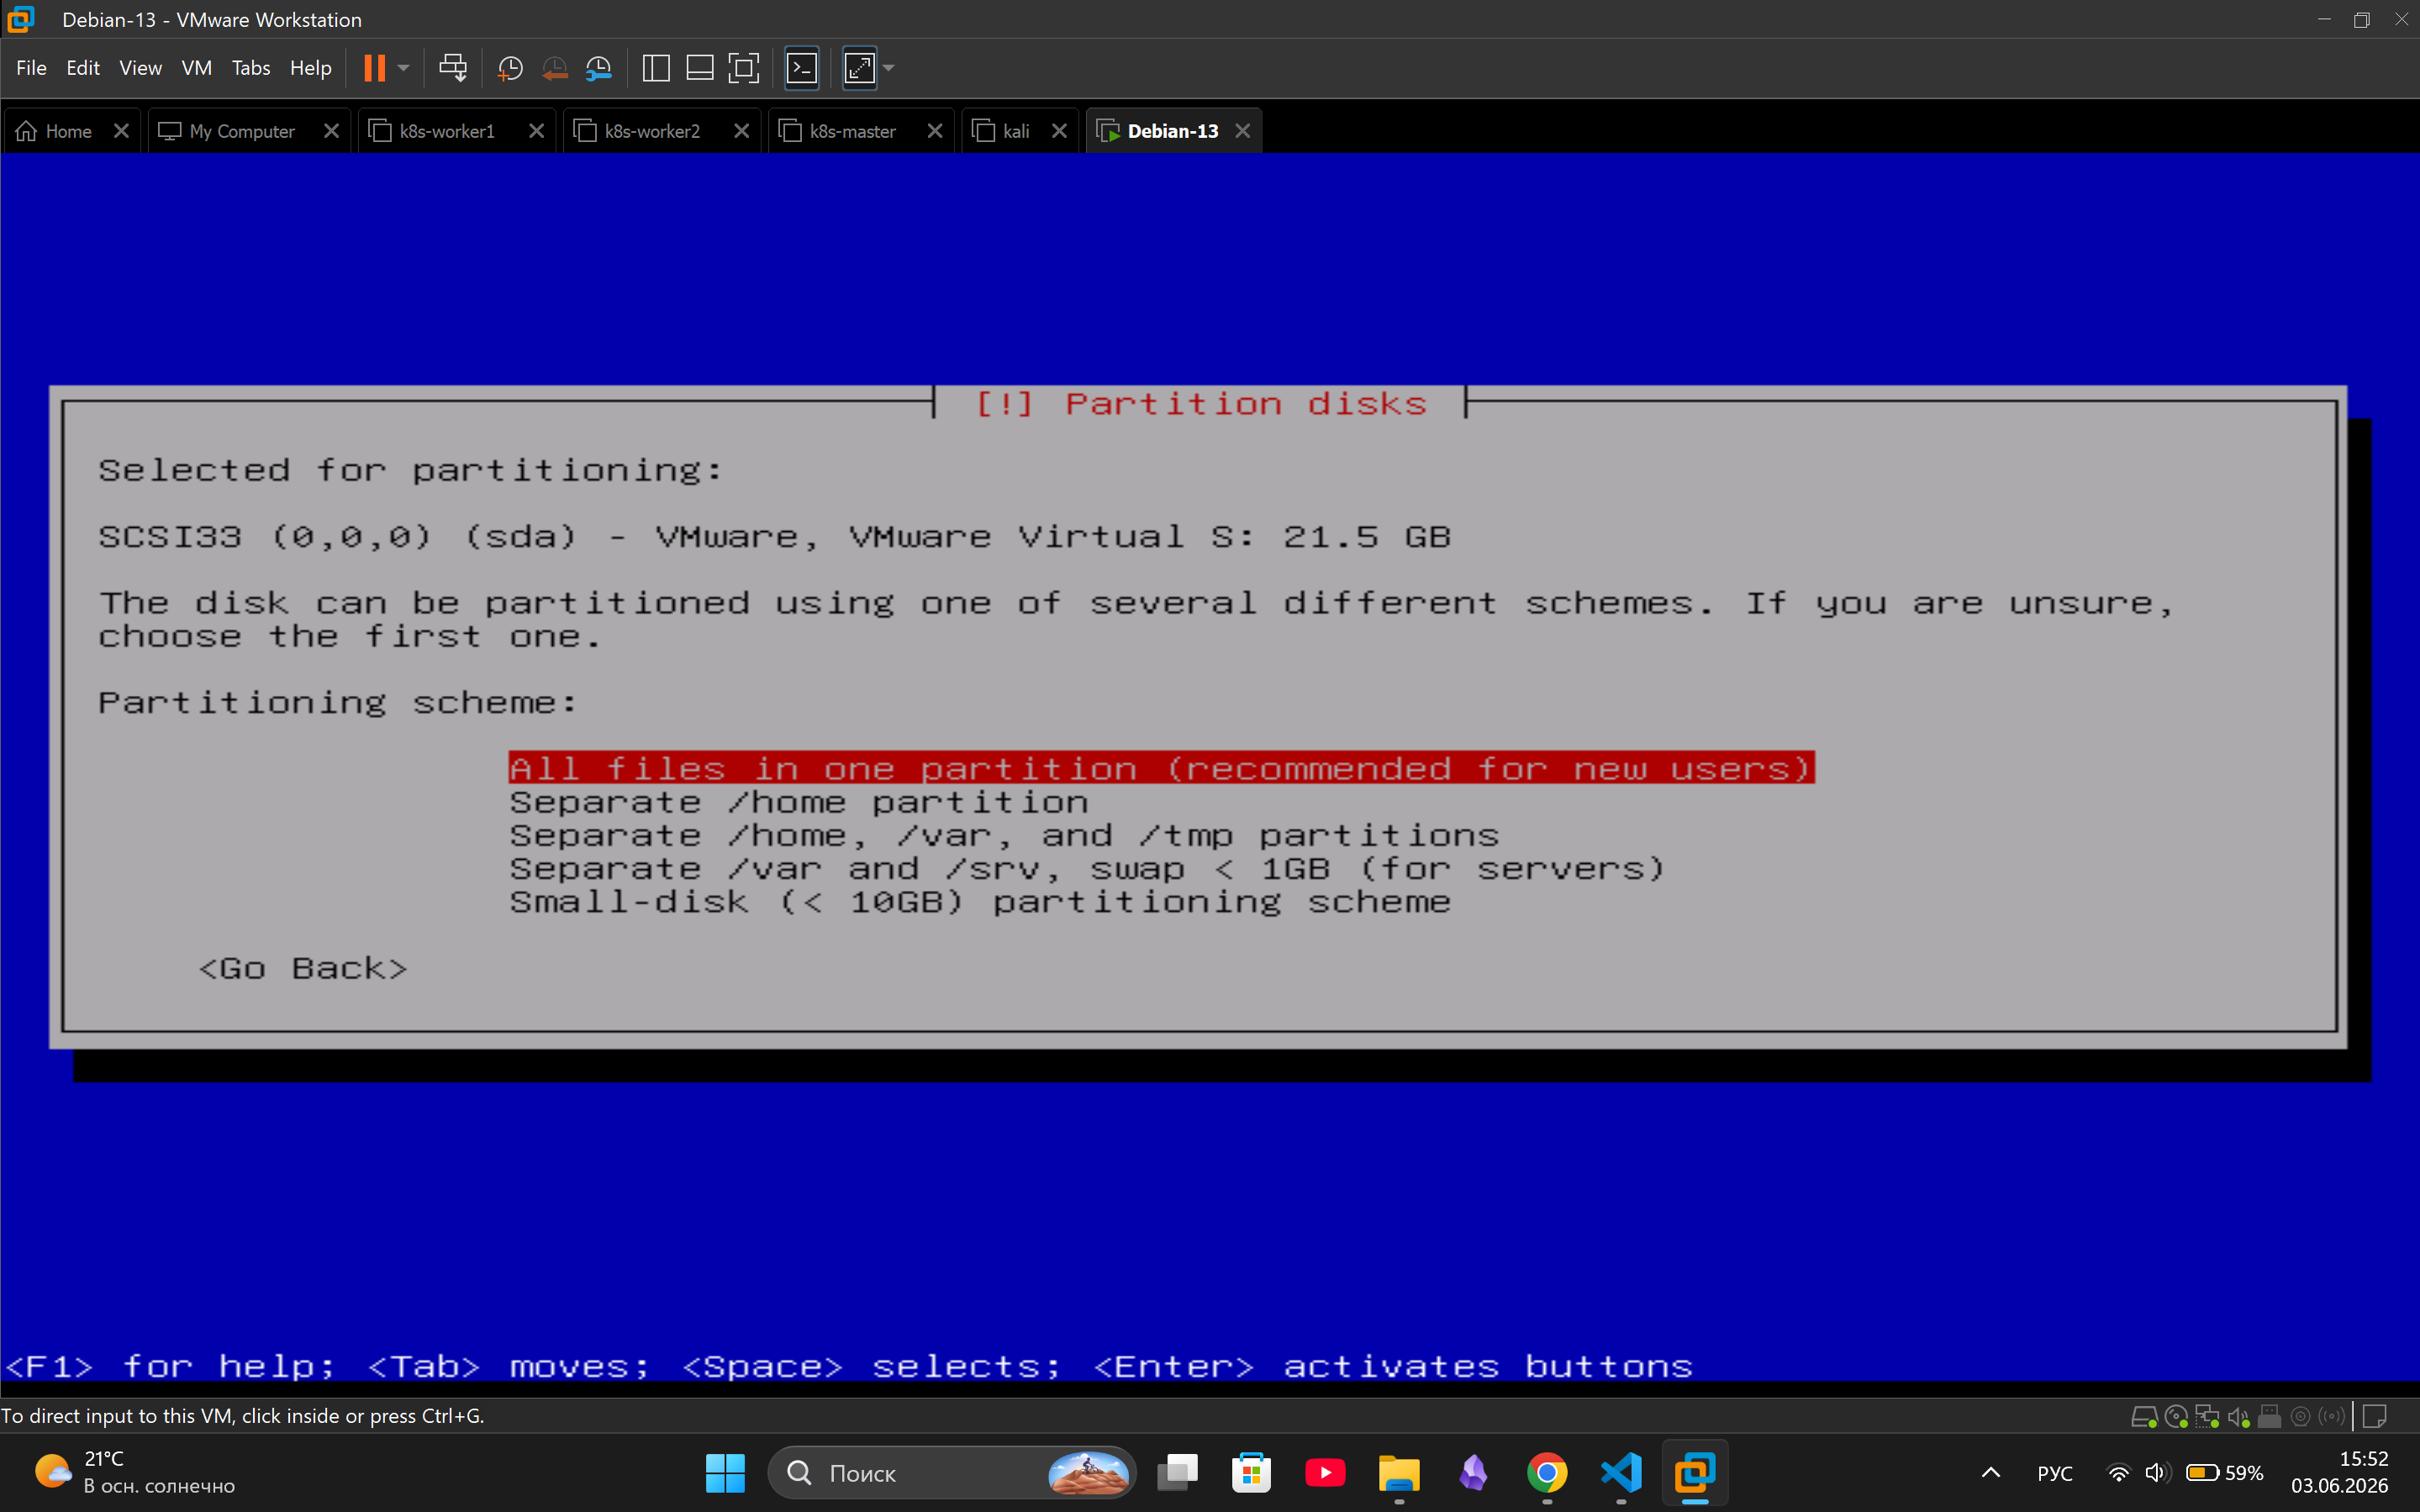 Debian-13 - VMware Workstation
File Edit View VM Tabs Help
Home My Computer k8s-worker1 k8s-worker2 k8s-master kali Debian-13
[!] Partition disks
Selected for partitioning:
SCSI33 (0,0,0) (sda) - VMware, VMware Virtual S: 21.5 GB
The disk can be partitioned using one of several different schemes. If you are unsure,
choose the first one.
Partitioning scheme:
All files in one partition (recommended for new users)
Separate /home partition
Separate /home, /var, and /tmp partitions
Separate /var and /srv, swap < 1GB (for servers)
Small-disk (< 10GB) partitioning scheme
<Go Back>
<F1> for help; <Tab> moves; <Space> selects; <Enter> activates buttons
To direct input to this VM, click inside or press Ctrl+G.
21°C
В осн. солнечно
Поиск
РУС
59%
15:52
03.06.2026